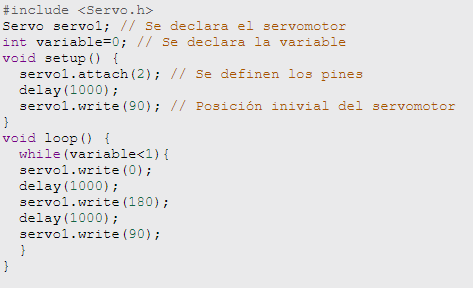 #include <Servo.h>
Servo servo1; // Se declara el servomotor
int variable=0; // Se declara la variable
void setup() {
  servo1.attach(2); // Se definen los pines
  delay(1000);
  servo1.write(90); // Posición inivial del servomotor
}
void loop() {
  while(variable<1){
  servo1.write(0);
  delay(1000);
  servo1.write(180);
  delay(1000);
  servo1.write(90);
  }
}